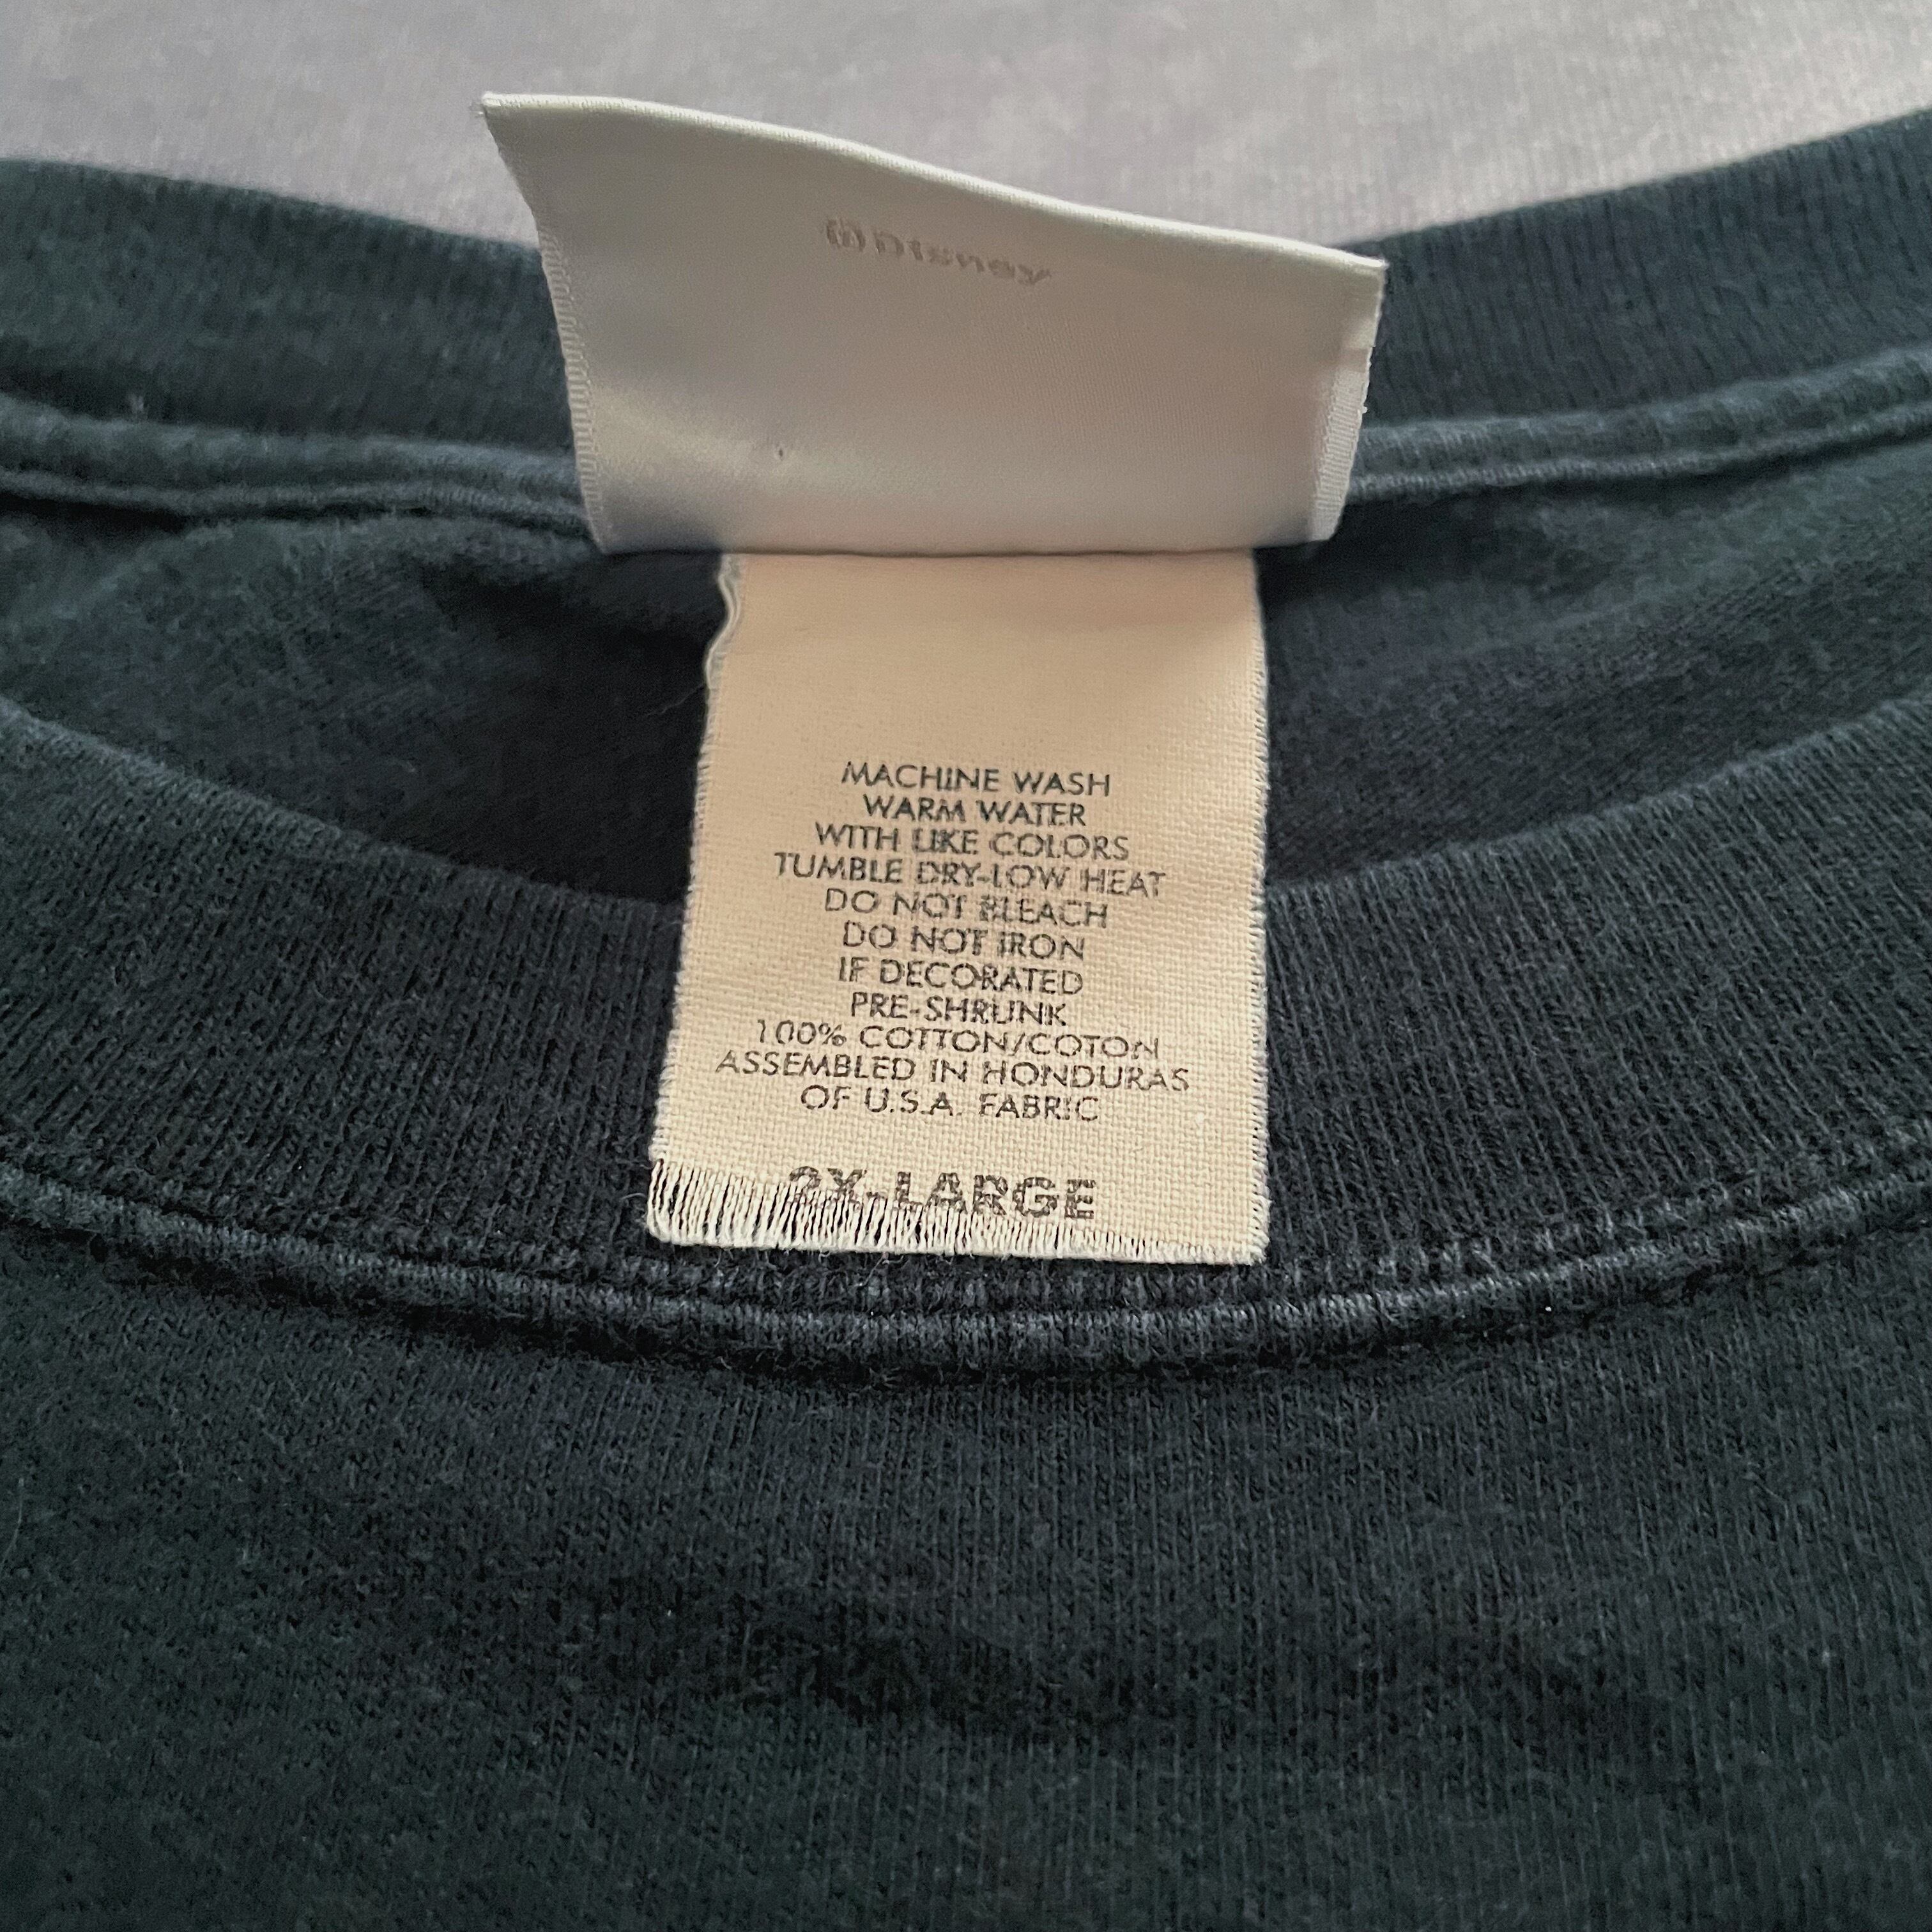 ©Disney
MACHINE WASH
WARM WATER
WITH LIKE COLORS
TUMBLE DRY-LOW HEAT
DO NOT BLEACH
DO NOT IRON
IF DECORATED
PRE-SHRUNK
100% COTTON/COTON
ASSEMBLED IN HONDURAS
OF U.S.A. FABRIC
2X-LARGE